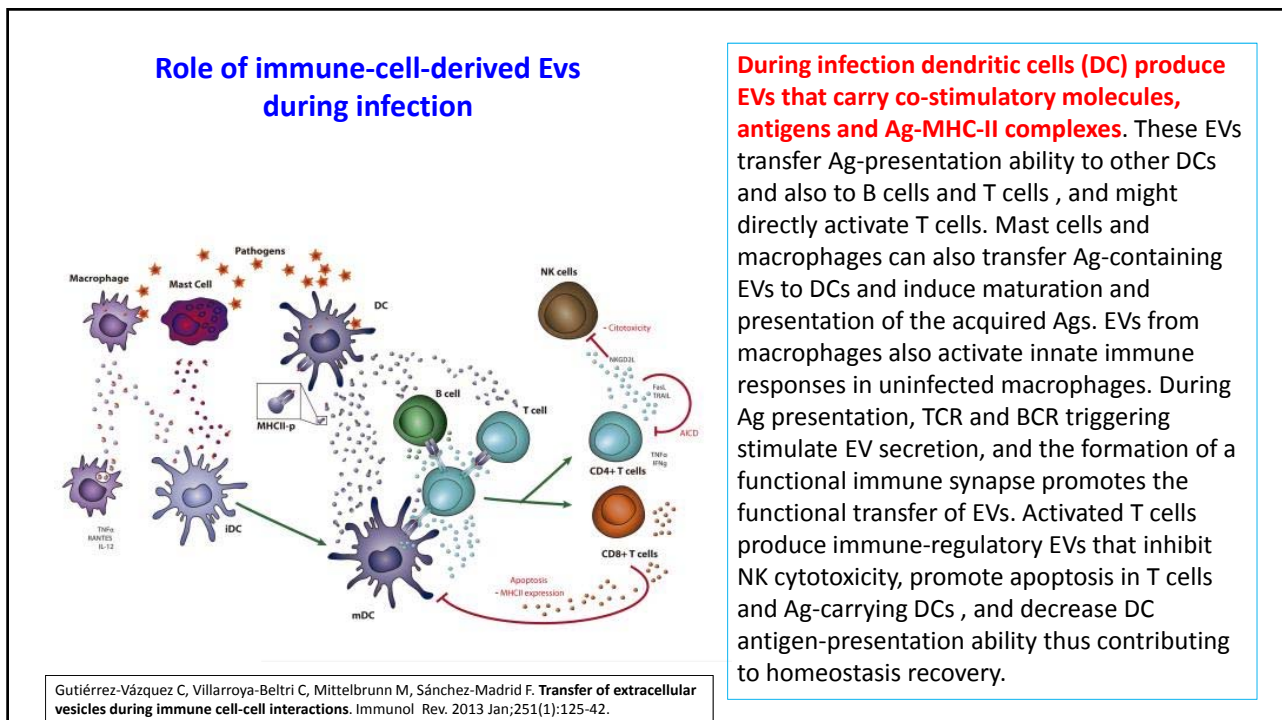 Role of immune-cell-derived Evs
during infection
Pathogens
Macrophage
Mast Cell
DC
NK cells
- Citotoxicity
NKGD2L
FasL
TRAIL
MHCII-p
B cell
T cell
AICD
CD4+ T cells
TNFα
IFNg
TNFα
RANTES
IL-12
iDC
CD8+ T cells
Apoptosis
- MHCII expression
mDC
Gutiérrez-Vázquez C, Villarroya-Beltri C, Mittelbrunn M, Sánchez-Madrid F. Transfer of extracellular
vesicles during immune cell-cell interactions. Immunol Rev. 2013 Jan;251(1):125-42.
During infection dendritic cells (DC) produce
EVs that carry co-stimulatory molecules,
antigens and Ag-MHC-II complexes. These EVs
transfer Ag-presentation ability to other DCs
and also to B cells and T cells , and might
directly activate T cells. Mast cells and
macrophages can also transfer Ag-containing
EVs to DCs and induce maturation and
presentation of the acquired Ags. EVs from
macrophages also activate innate immune
responses in uninfected macrophages. During
Ag presentation, TCR and BCR triggering
stimulate EV secretion, and the formation of a
functional immune synapse promotes the
functional transfer of EVs. Activated T cells
produce immune-regulatory EVs that inhibit
NK cytotoxicity, promote apoptosis in T cells
and Ag-carrying DCs , and decrease DC
antigen-presentation ability thus contributing
to homeostasis recovery.